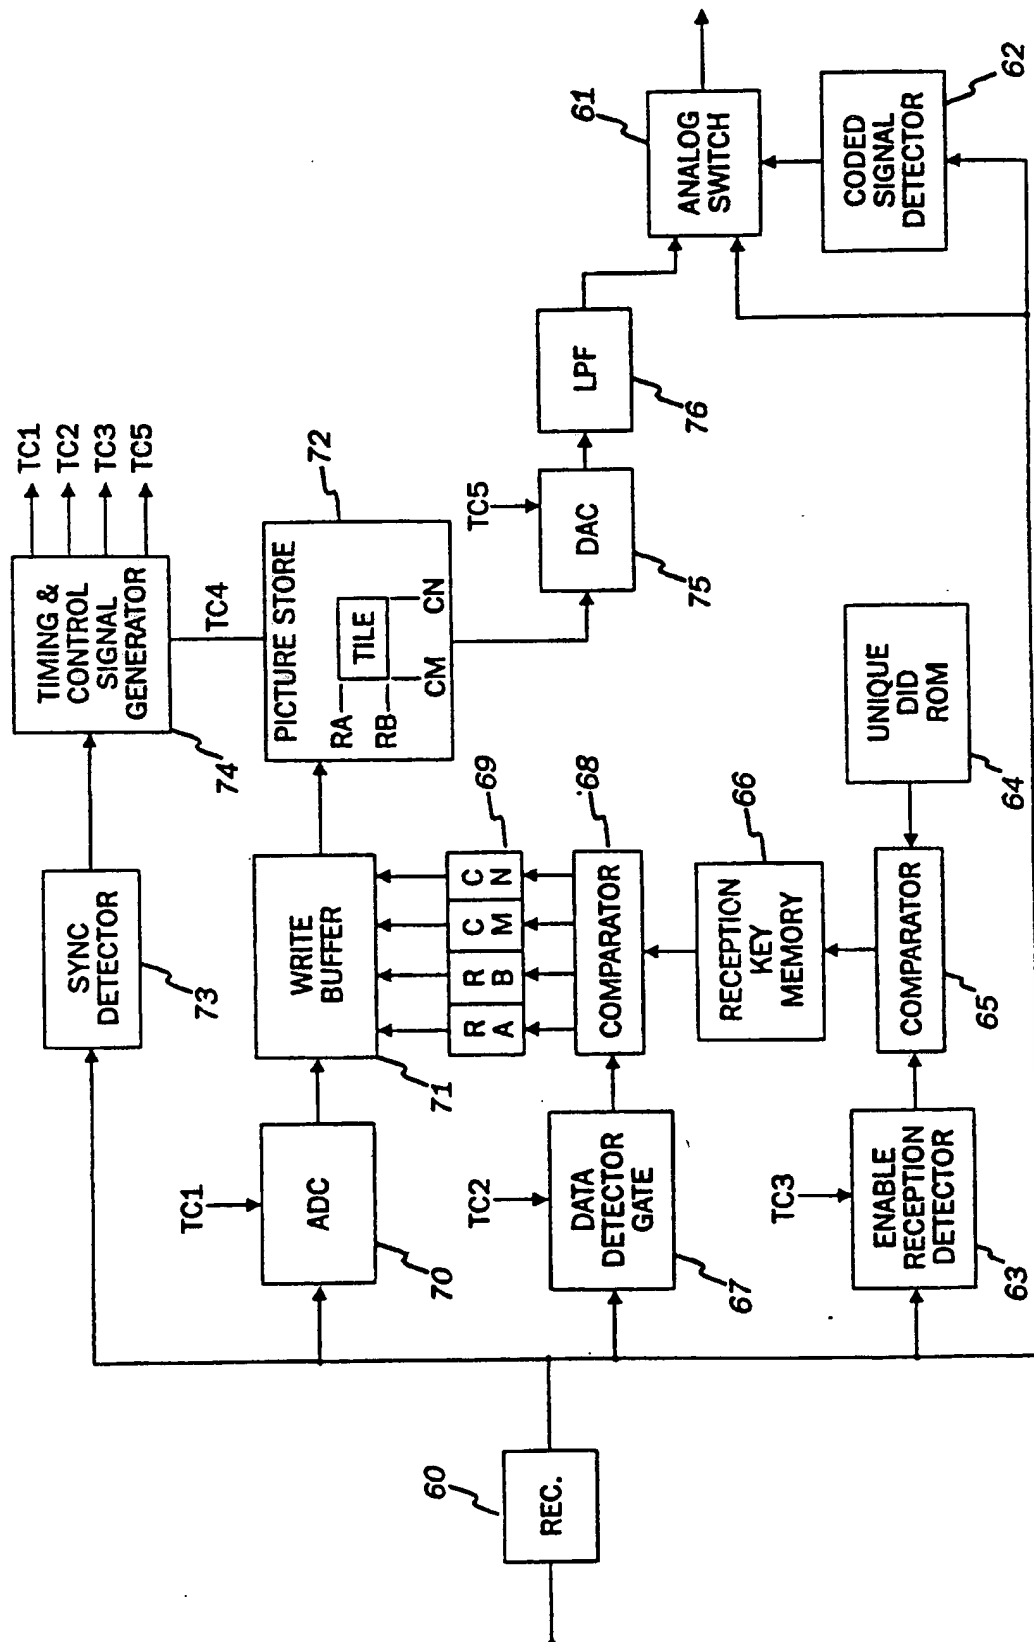 60
REC.
SYNC
DETECTOR
73
TIMING &
CONTROL
SIGNAL
GENERATOR
74
TC1
TC2
TC3
TC5
TC4
TC1
ADC
70
WRITE
BUFFER
71
PICTURE STORE
RA
RB
TILE
CM
CN
72
R
A
R
B
C
M
C
N
69
TC2
DATA
DETECTOR
GATE
67
COMPARATOR
68
TC5
DAC
75
LPF
76
ANALOG
SWITCH
61
RECEPTION
KEY
MEMORY
66
TC3
ENABLE
RECEPTION
DETECTOR
63
COMPARATOR
65
UNIQUE
DID
ROM
64
CODED
SIGNAL
DETECTOR
62